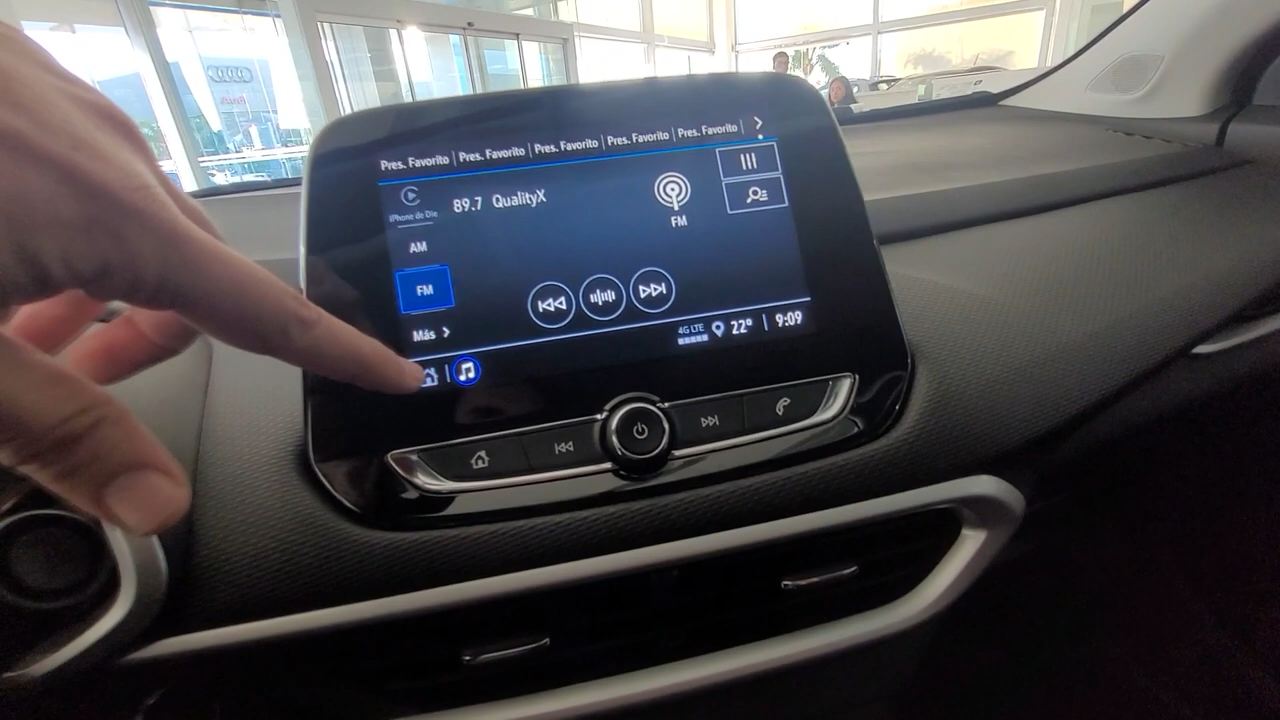 Pres. Favorito | Pres. Favorito | Pres. Favorito | Pres. Favorito | Pres. Favorito |
iPhone de Die
89.7 QualityX
FM
AM
FM
Más
4G LTE 22° | 9:09
Audi